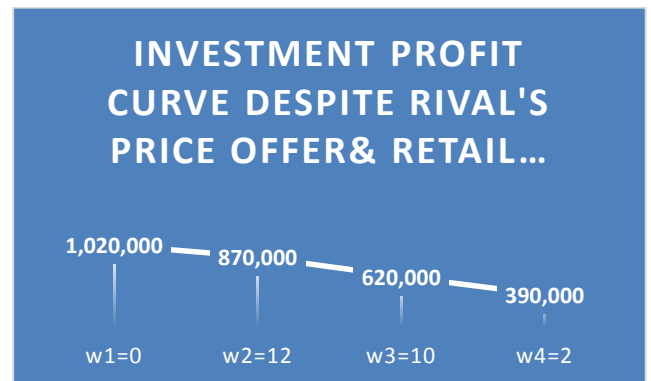 INVESTMENT PROFIT
CURVE DESPITE RIVAL'S
PRICE OFFER& RETAIL…
1,020,000
870,000
620,000
390,000
w1=0 w2=12 w3=10 w4=2